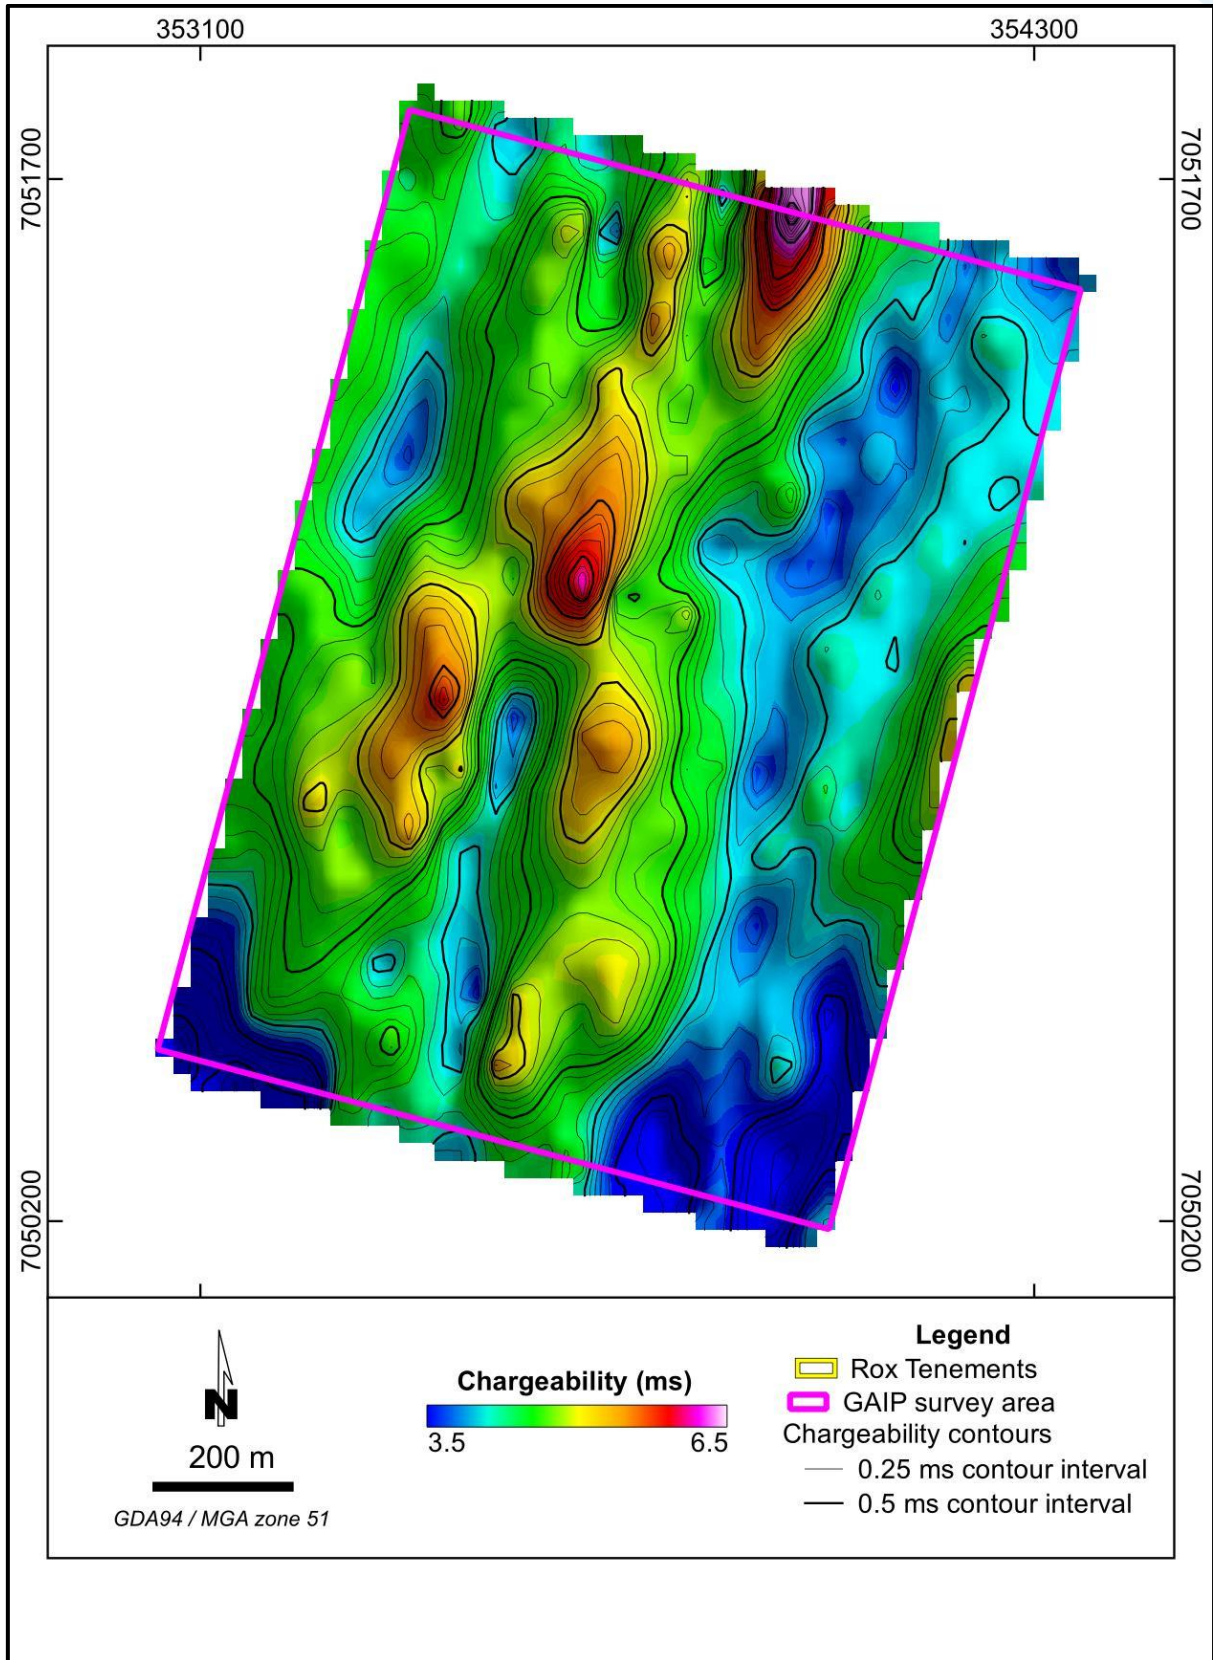 353100 354300
7051700 7051700
7050200 7050200
N
200 m
GDA94 / MGA zone 51
Chargeability (ms)
3.5 6.5
Legend
Rox Tenements
GAIP survey area
Chargeability contours
0.25 ms contour interval
0.5 ms contour interval